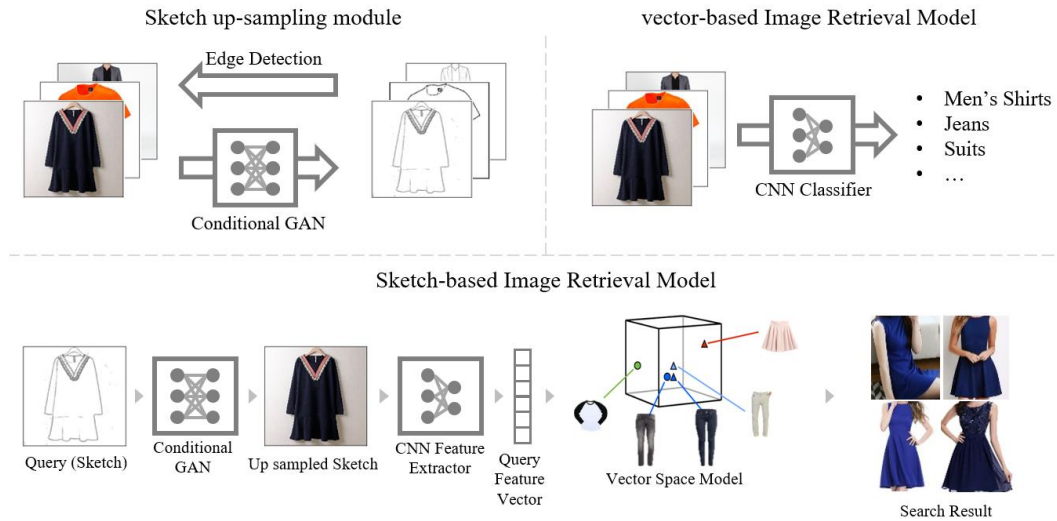 Sketch up-sampling module
Edge Detection
Conditional GAN
vector-based Image Retrieval Model
• Men's Shirts
• Jeans
• Suits
• …
CNN Classifier
Sketch-based Image Retrieval Model
Query (Sketch)
Conditional
GAN
Up sampled Sketch
CNN Feature
Extractor
Query
Feature
Vector
Vector Space Model
Search Result